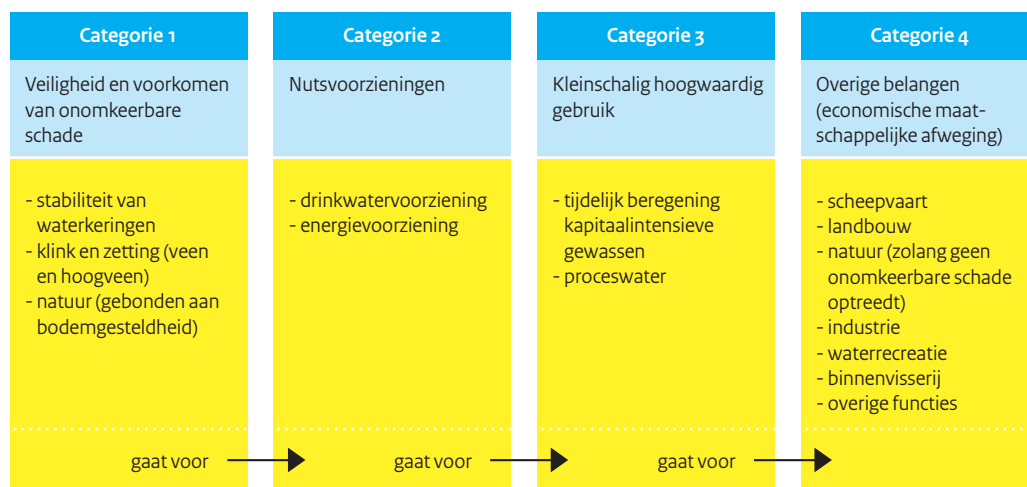 Categorie 1
Veiligheid en voorkomen
van onomkeerbare
schade
- stabiliteit van
waterkeringen
- klink en zetting (veen
en hoogveen)
- natuur (gebonden aan
bodemgesteldheid)
gaat voor
Categorie 2
Nutsvoorzieningen
- drinkwatervoorziening
- energievoorziening
gaat voor
Categorie 3
Kleinschalig hoogwaardig
gebruik
- tijdelijk beregening
kapitaalintensieve
gewassen
- proceswater
gaat voor
Categorie 4
Overige belangen
(economische maat-
schappelijke afweging)
- scheepvaart
- landbouw
- natuur (zolang geen
onomkeerbare schade
optreedt)
- industrie
- waterrecreatie
- binnenvisserij
- overige functies